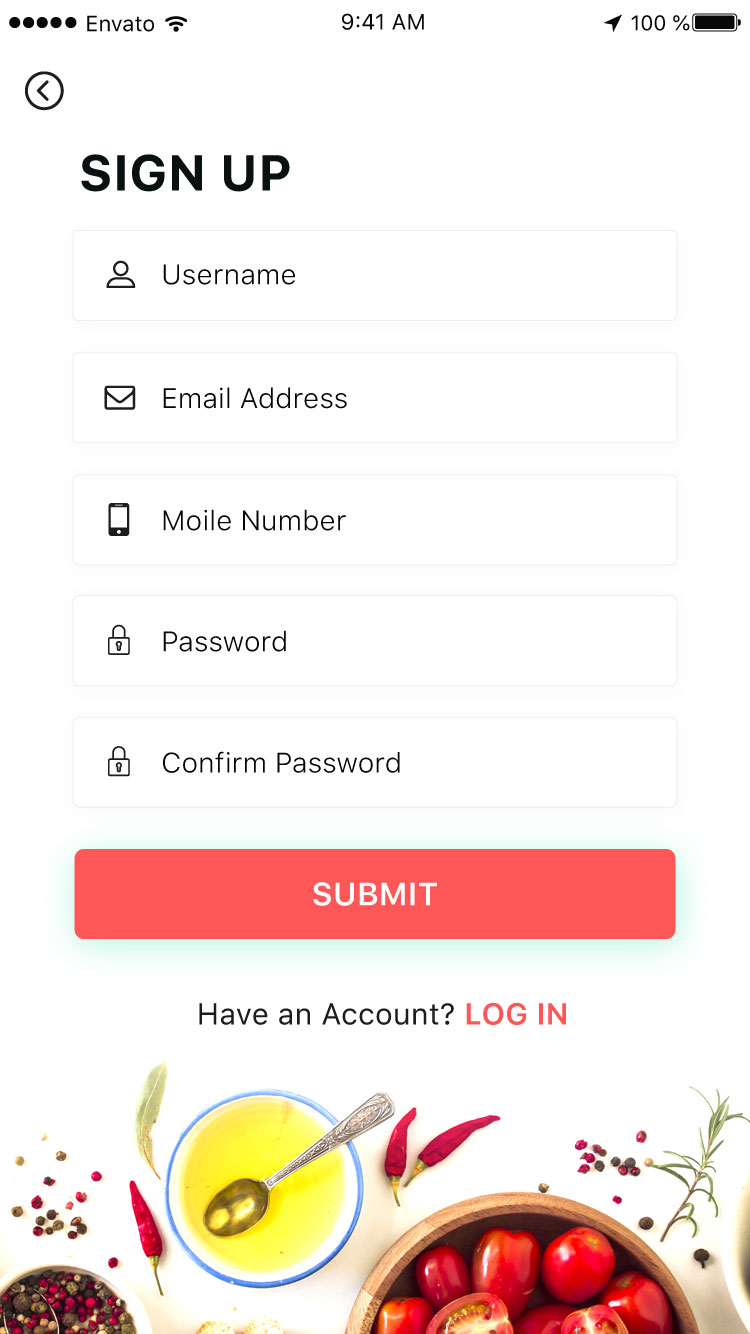 Envato 9:41 AM 100 %
SIGN UP
Username
Email Address
Moile Number
Password
Confirm Password
SUBMIT
Have an Account? LOG IN